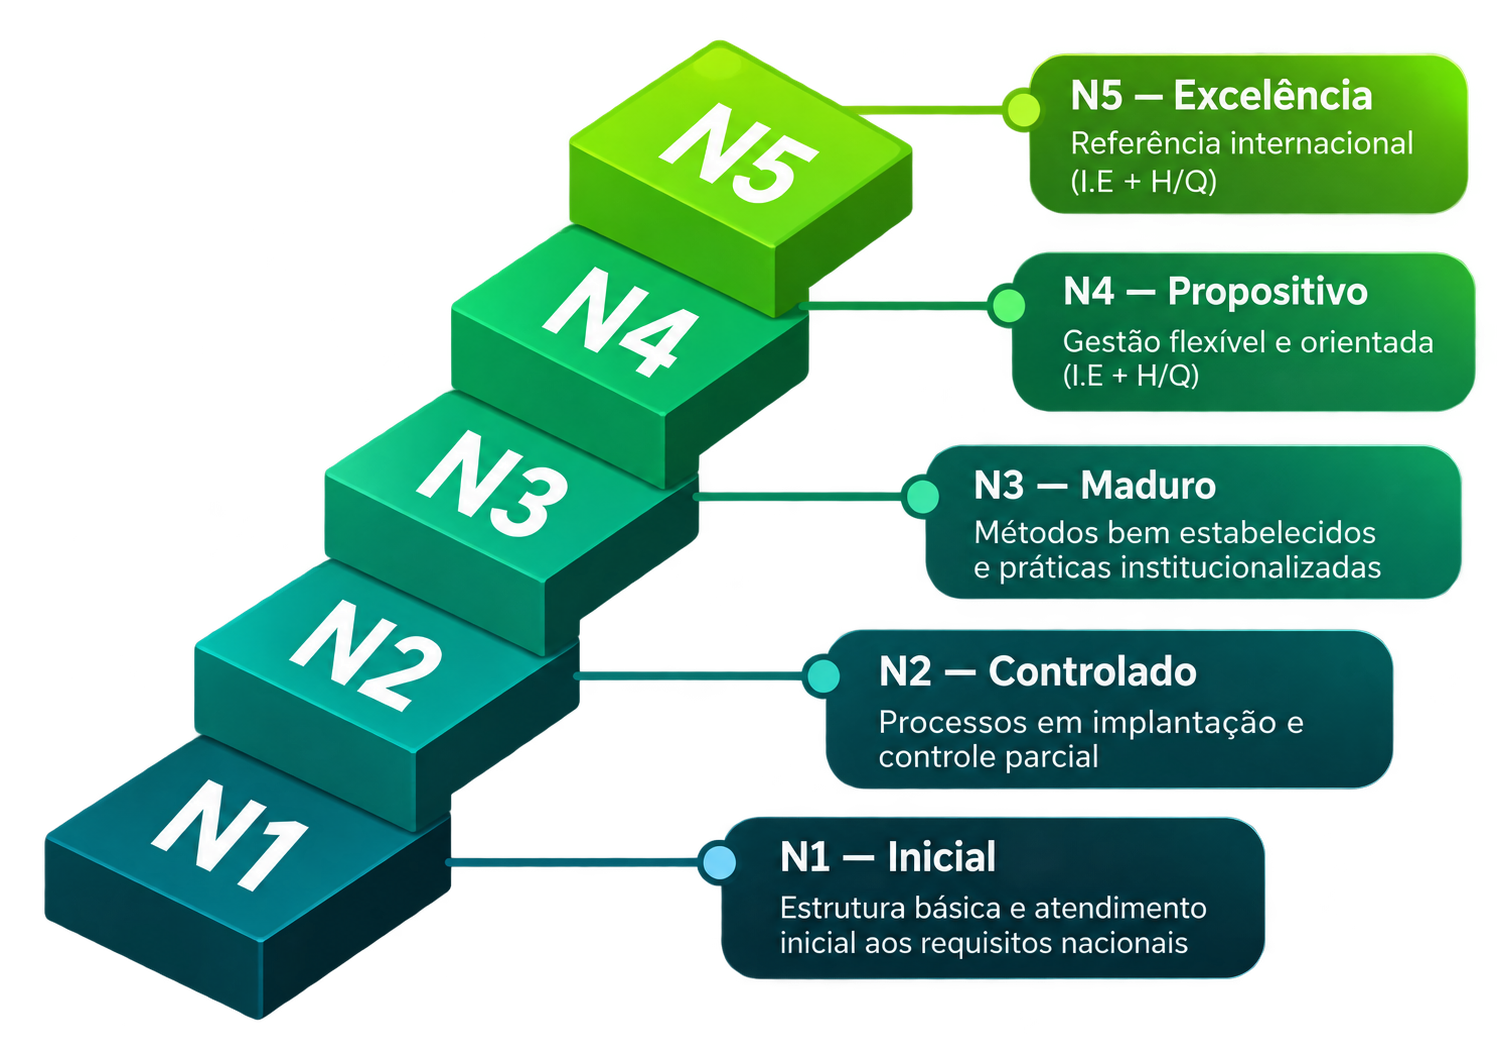 N5
N5 — Excelência
Referência internacional
(I.E + H/Q)
N4
N4 — Propositivo
Gestão flexível e orientada
(I.E + H/Q)
N3
N3 — Maduro
Métodos bem estabelecidos
e práticas institucionalizadas
N2
N2 — Controlado
Processos em implantação e
controle parcial
N1
N1 — Inicial
Estrutura básica e atendimento
inicial aos requisitos nacionais